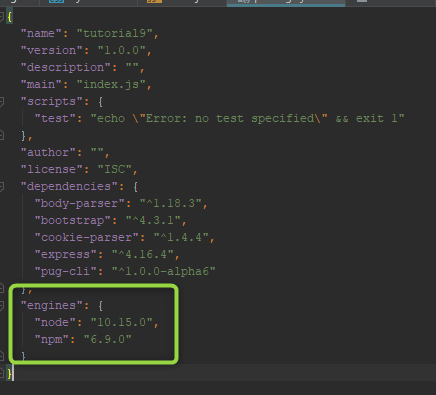 {
"name": "tutorial9",
"version": "1.0.0",
"description": "",
"main": "index.js",
"scripts": {
"test": "echo \"Error: no test specified\" && exit 1"
},
"author": "",
"license": "ISC",
"dependencies": {
"body-parser": "^1.18.3",
"bootstrap": "^4.3.1",
"cookie-parser": "^1.4.4",
"express": "^4.16.4",
"pug-cli": "^1.0.0-alpha6"
},
"engines": {
"node": "10.15.0",
"npm": "6.9.0"
}
}